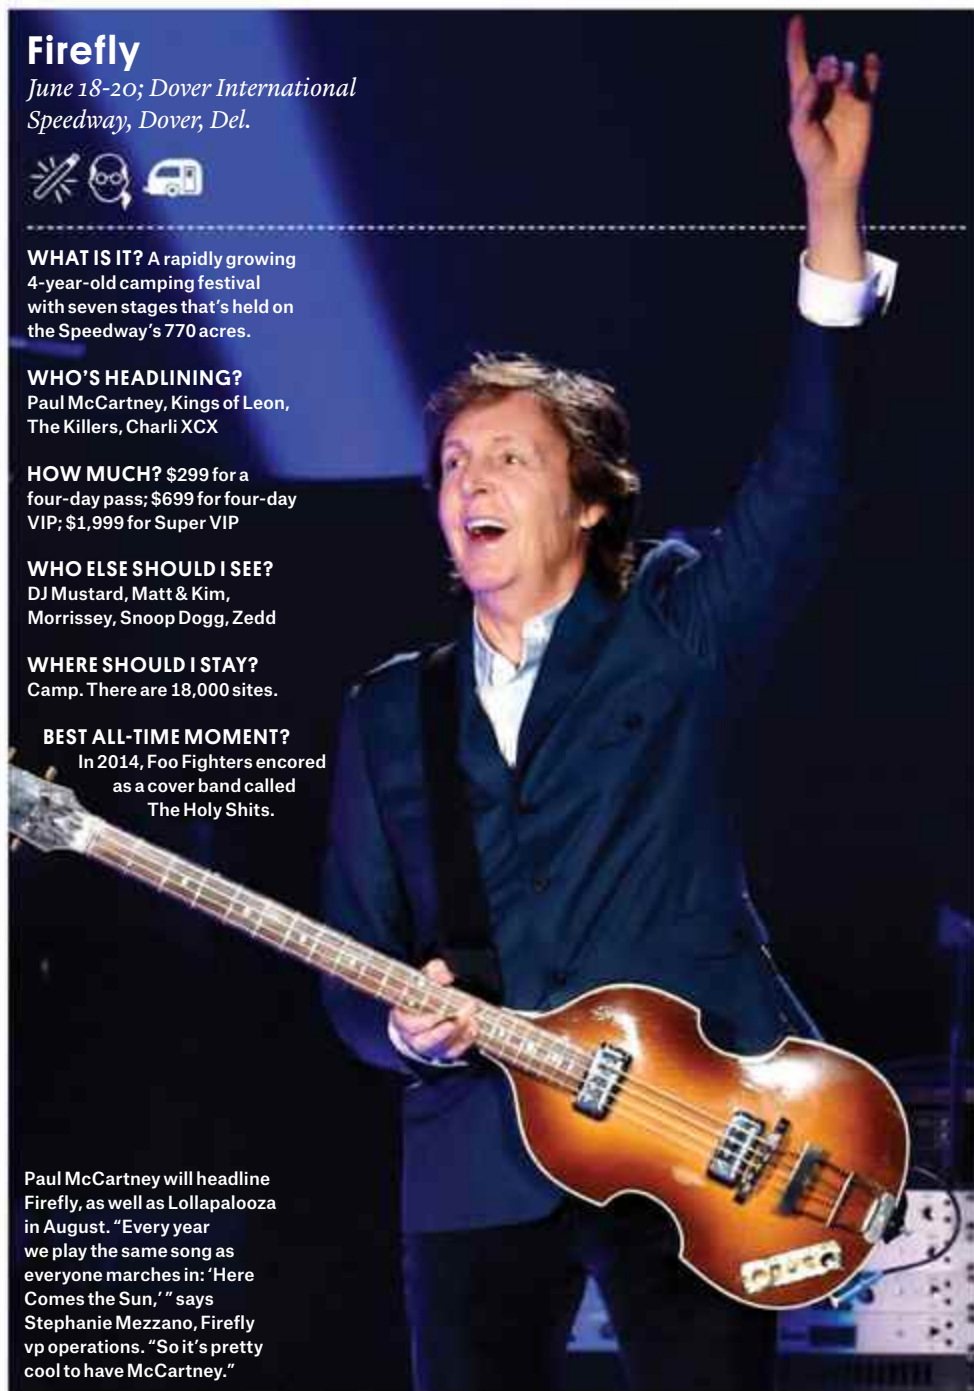 Firefly
June 18-20; Dover International
Speedway, Dover, Del.
WHAT IS IT? A rapidly growing
4-year-old camping festival
with seven stages that's held on
the Speedway's 770 acres.
WHO'S HEADLINING?
Paul McCartney, Kings of Leon,
The Killers, Charli XCX
HOW MUCH? $299 for a
four-day pass; $699 for four-day
VIP; $1,999 for Super VIP
WHO ELSE SHOULD I SEE?
DJ Mustard, Matt & Kim,
Morrissey, Snoop Dogg, Zedd
WHERE SHOULD I STAY?
Camp. There are 18,000 sites.
BEST ALL-TIME MOMENT?
In 2014, Foo Fighters encored
as a cover band called
The Holy Shits.
Paul McCartney will headline
Firefly, as well as Lollapalooza
in August. “Every year
we play the same song as
everyone marches in: ‘Here
Comes the Sun,’ ” says
Stephanie Mezzano, Firefly
vp operations. “So it’s pretty
cool to have McCartney.”